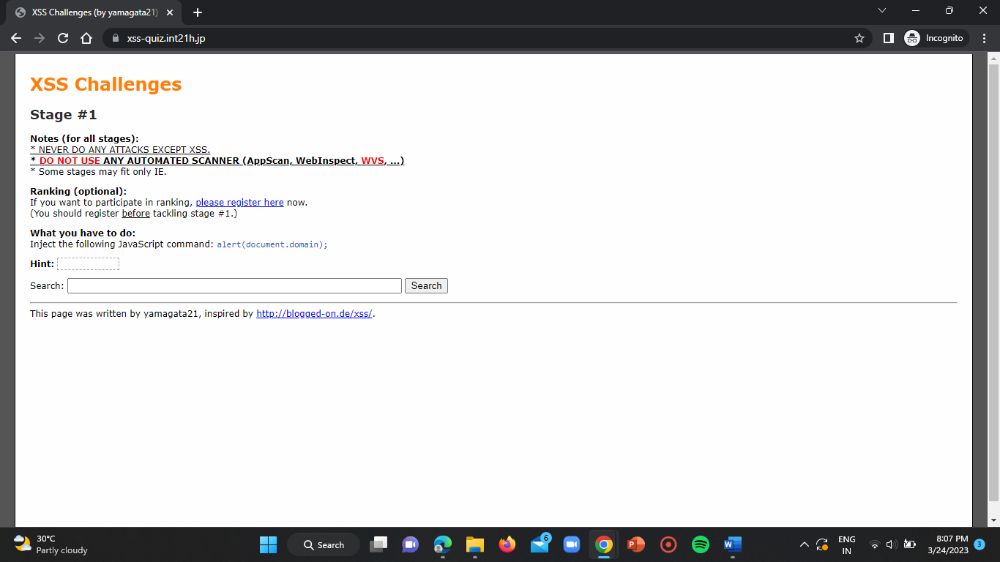 XSS Challenges (by yamagata21)
xss-quiz.int21h.jp
Incognito
XSS Challenges
Stage #1
Notes (for all stages):
* NEVER DO ANY ATTACKS EXCEPT XSS.
* DO NOT USE ANY AUTOMATED SCANNER (AppScan, WebInspect, WVS, ...)
* Some stages may fit only IE.
Ranking (optional):
If you want to participate in ranking, please register here now.
(You should register before tackling stage #1.)
What you have to do:
Inject the following JavaScript command: alert(document.domain);
Hint:
Search: Search
This page was written by yamagata21, inspired by http://blogged-on.de/xss/.
30°C
Partly cloudy
Search
6
P
W
ENG
IN
8:07 PM
3/24/2023
3